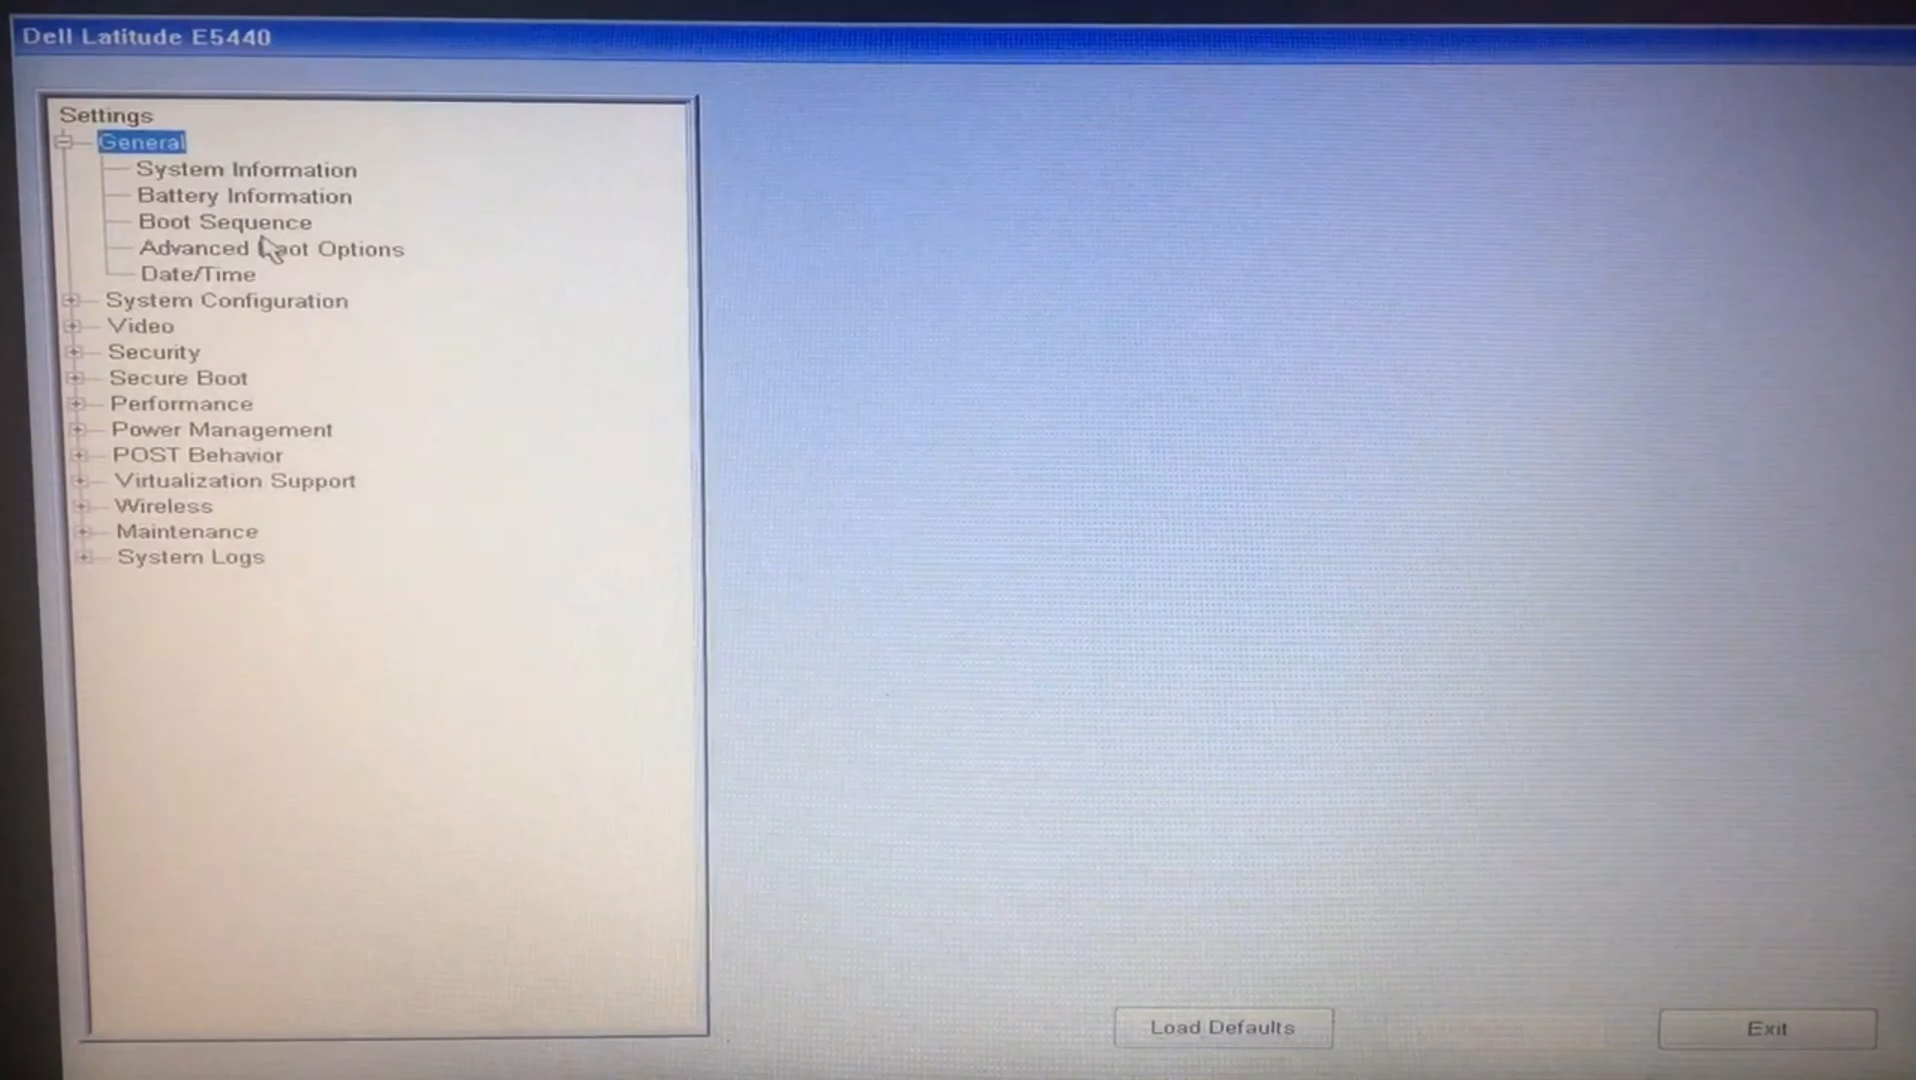 Dell Latitude E5440
Settings
General
System Information
Battery Information
Boot Sequence
Advanced Boot Options
Date/Time
System Configuration
Video
Security
Secure Boot
Performance
Power Management
POST Behavior
Virtualization Support
Wireless
Maintenance
System Logs
Load Defaults
Exit